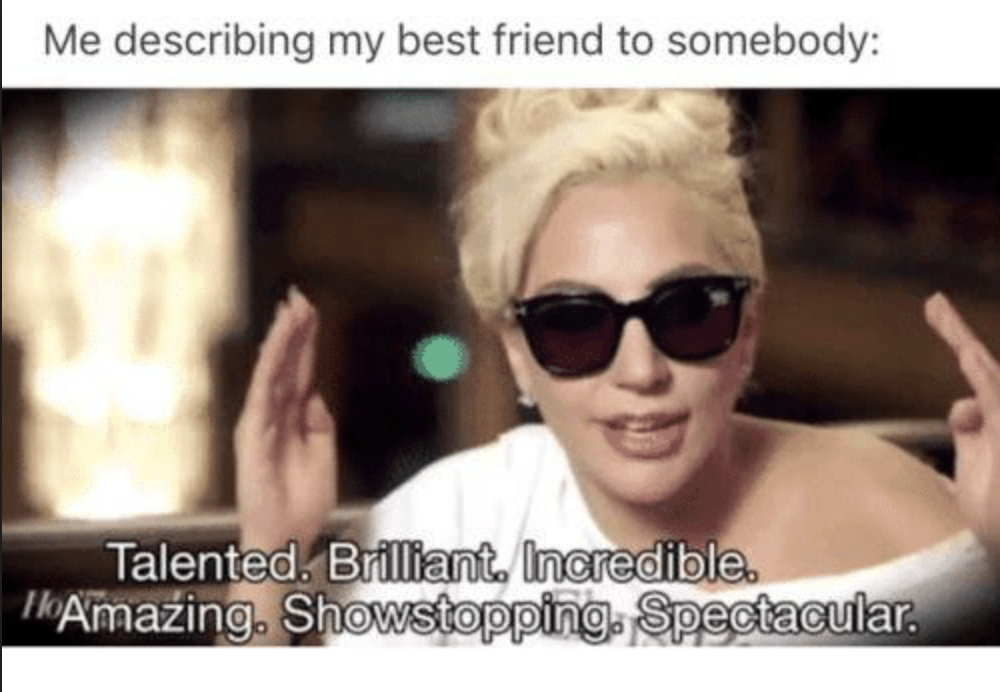 Me describing my best friend to somebody:
Talented. Brilliant. Incredible.
Amazing. Showstopping. Spectacular.